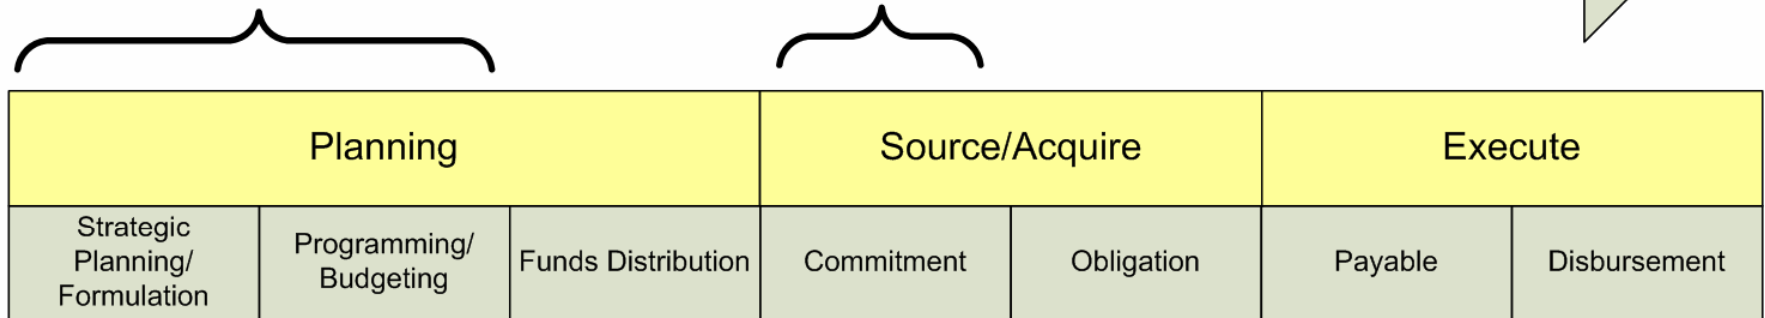 Planning
Source/Acquire
Execute
Strategic
Planning/
Formulation
Programming/
Budgeting
Funds Distribution
Commitment
Obligation
Payable
Disbursement